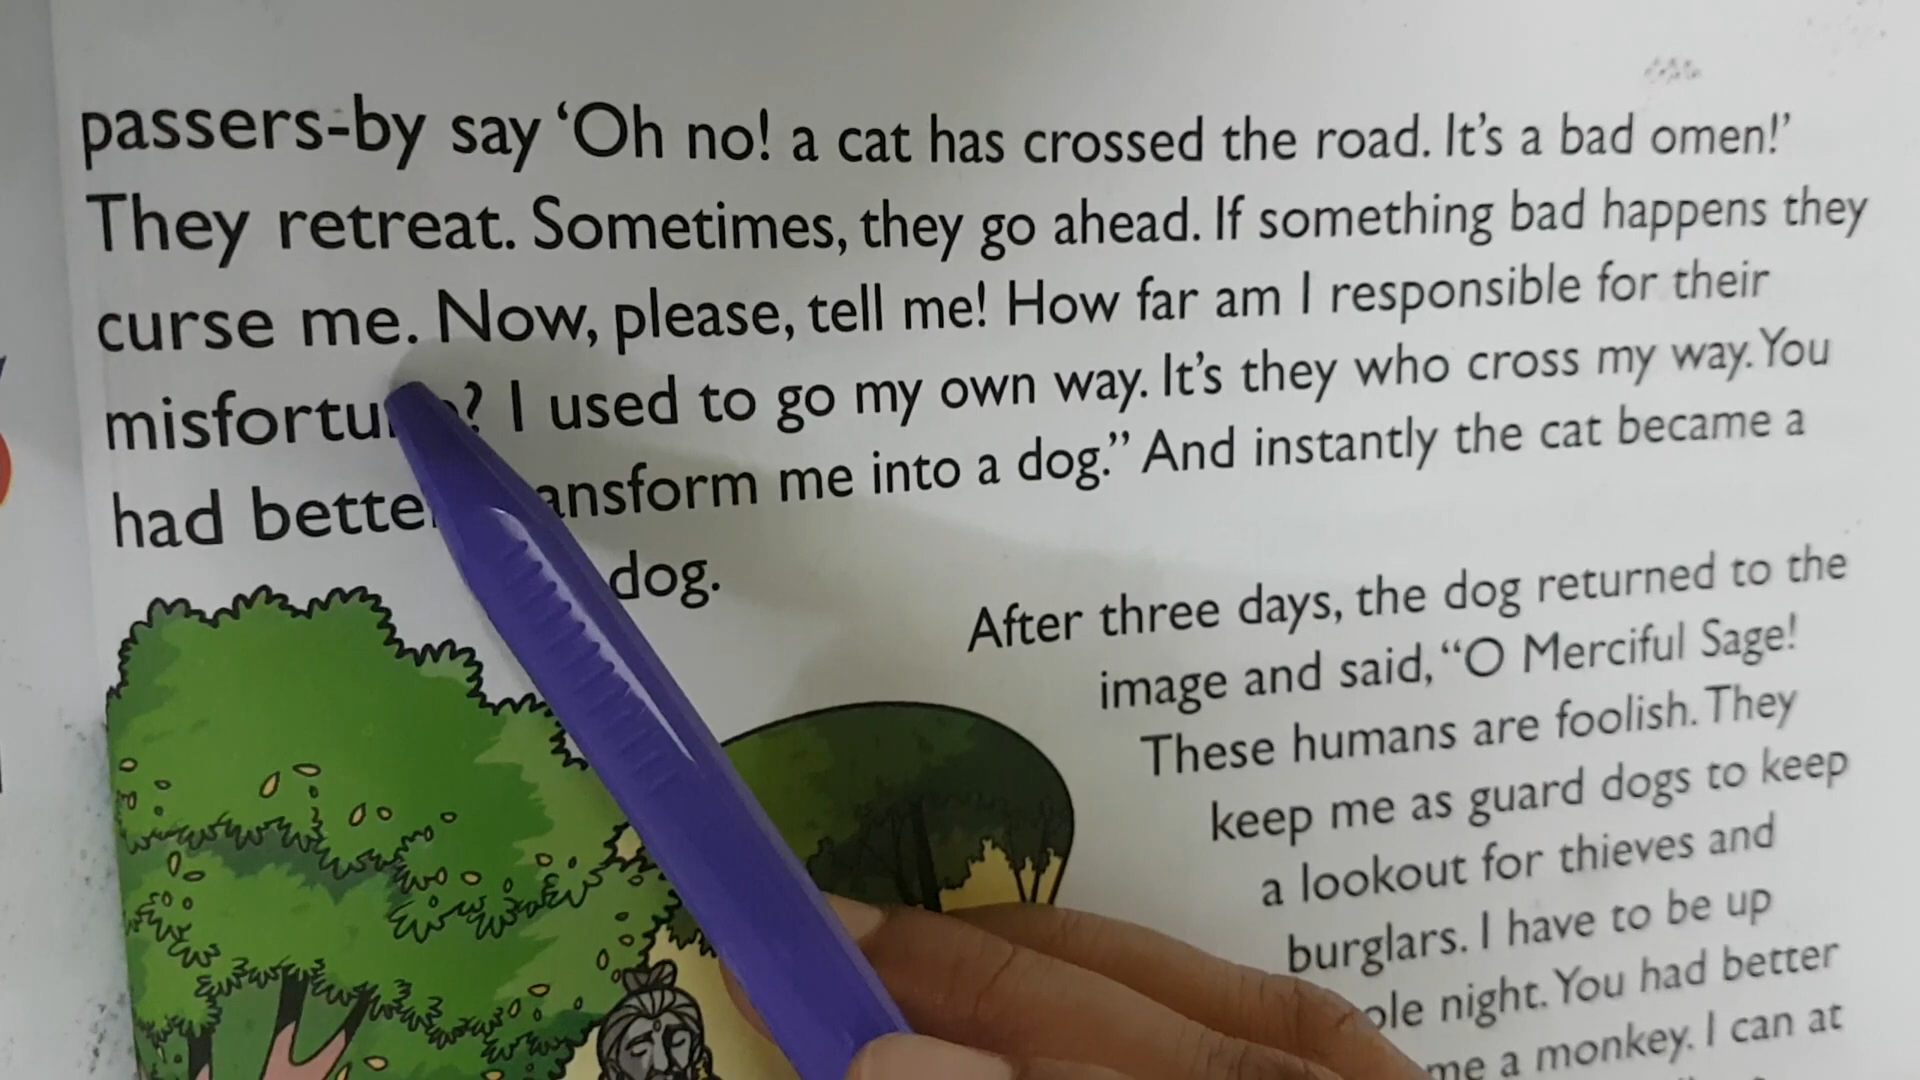 passers-by say ‘Oh no! a cat has crossed the road. It’s a bad omen!’
They retreat. Sometimes, they go ahead. If something bad happens they
curse me. Now, please, tell me! How far am I responsible for their
? I used to go my own way. It’s they who cross my way. You
had me into a dog.” And instantly the cat became a
dog.
After three days, the dog returned to the
image and said, “O Merciful Sage!
These humans are foolish. They
keep me as guard dogs to keep
a lookout for thieves and
burglars. I have to be up
night. You had better
me a monkey. I can at